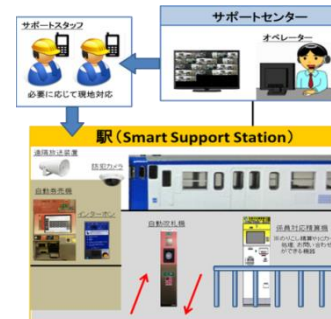 サポートセンター
サポートスタッフ
オペレーター
必要に応じて現地対応
駅（Smart Support Station）
遠隔放送装置
防犯カメラ
自動券売機
インターホン
自動改札機
係員対応精算機